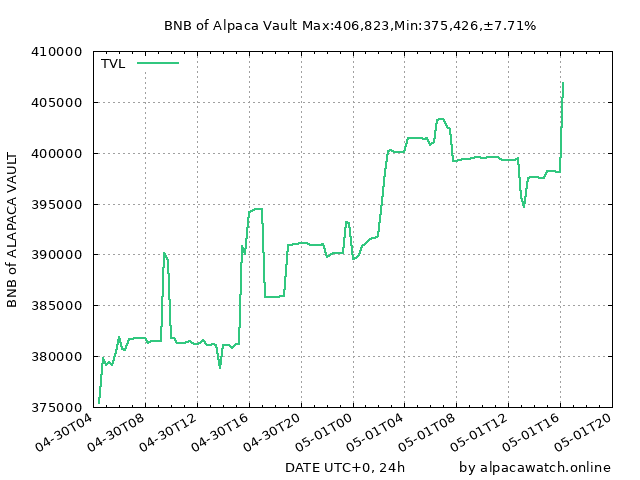 BNB of Alpaca Vault Max:406,823,Min:375,426,±7.71%
TVL
BNB of ALAPACA VAULT
410000
405000
400000
395000
390000
385000
380000
375000
04-30T04
04-30T08
04-30T12
04-30T16
04-30T20
05-01T00
05-01T04
05-01T08
05-01T12
05-01T16
05-01T20
DATE UTC+0, 24h
by alpacawatch.online